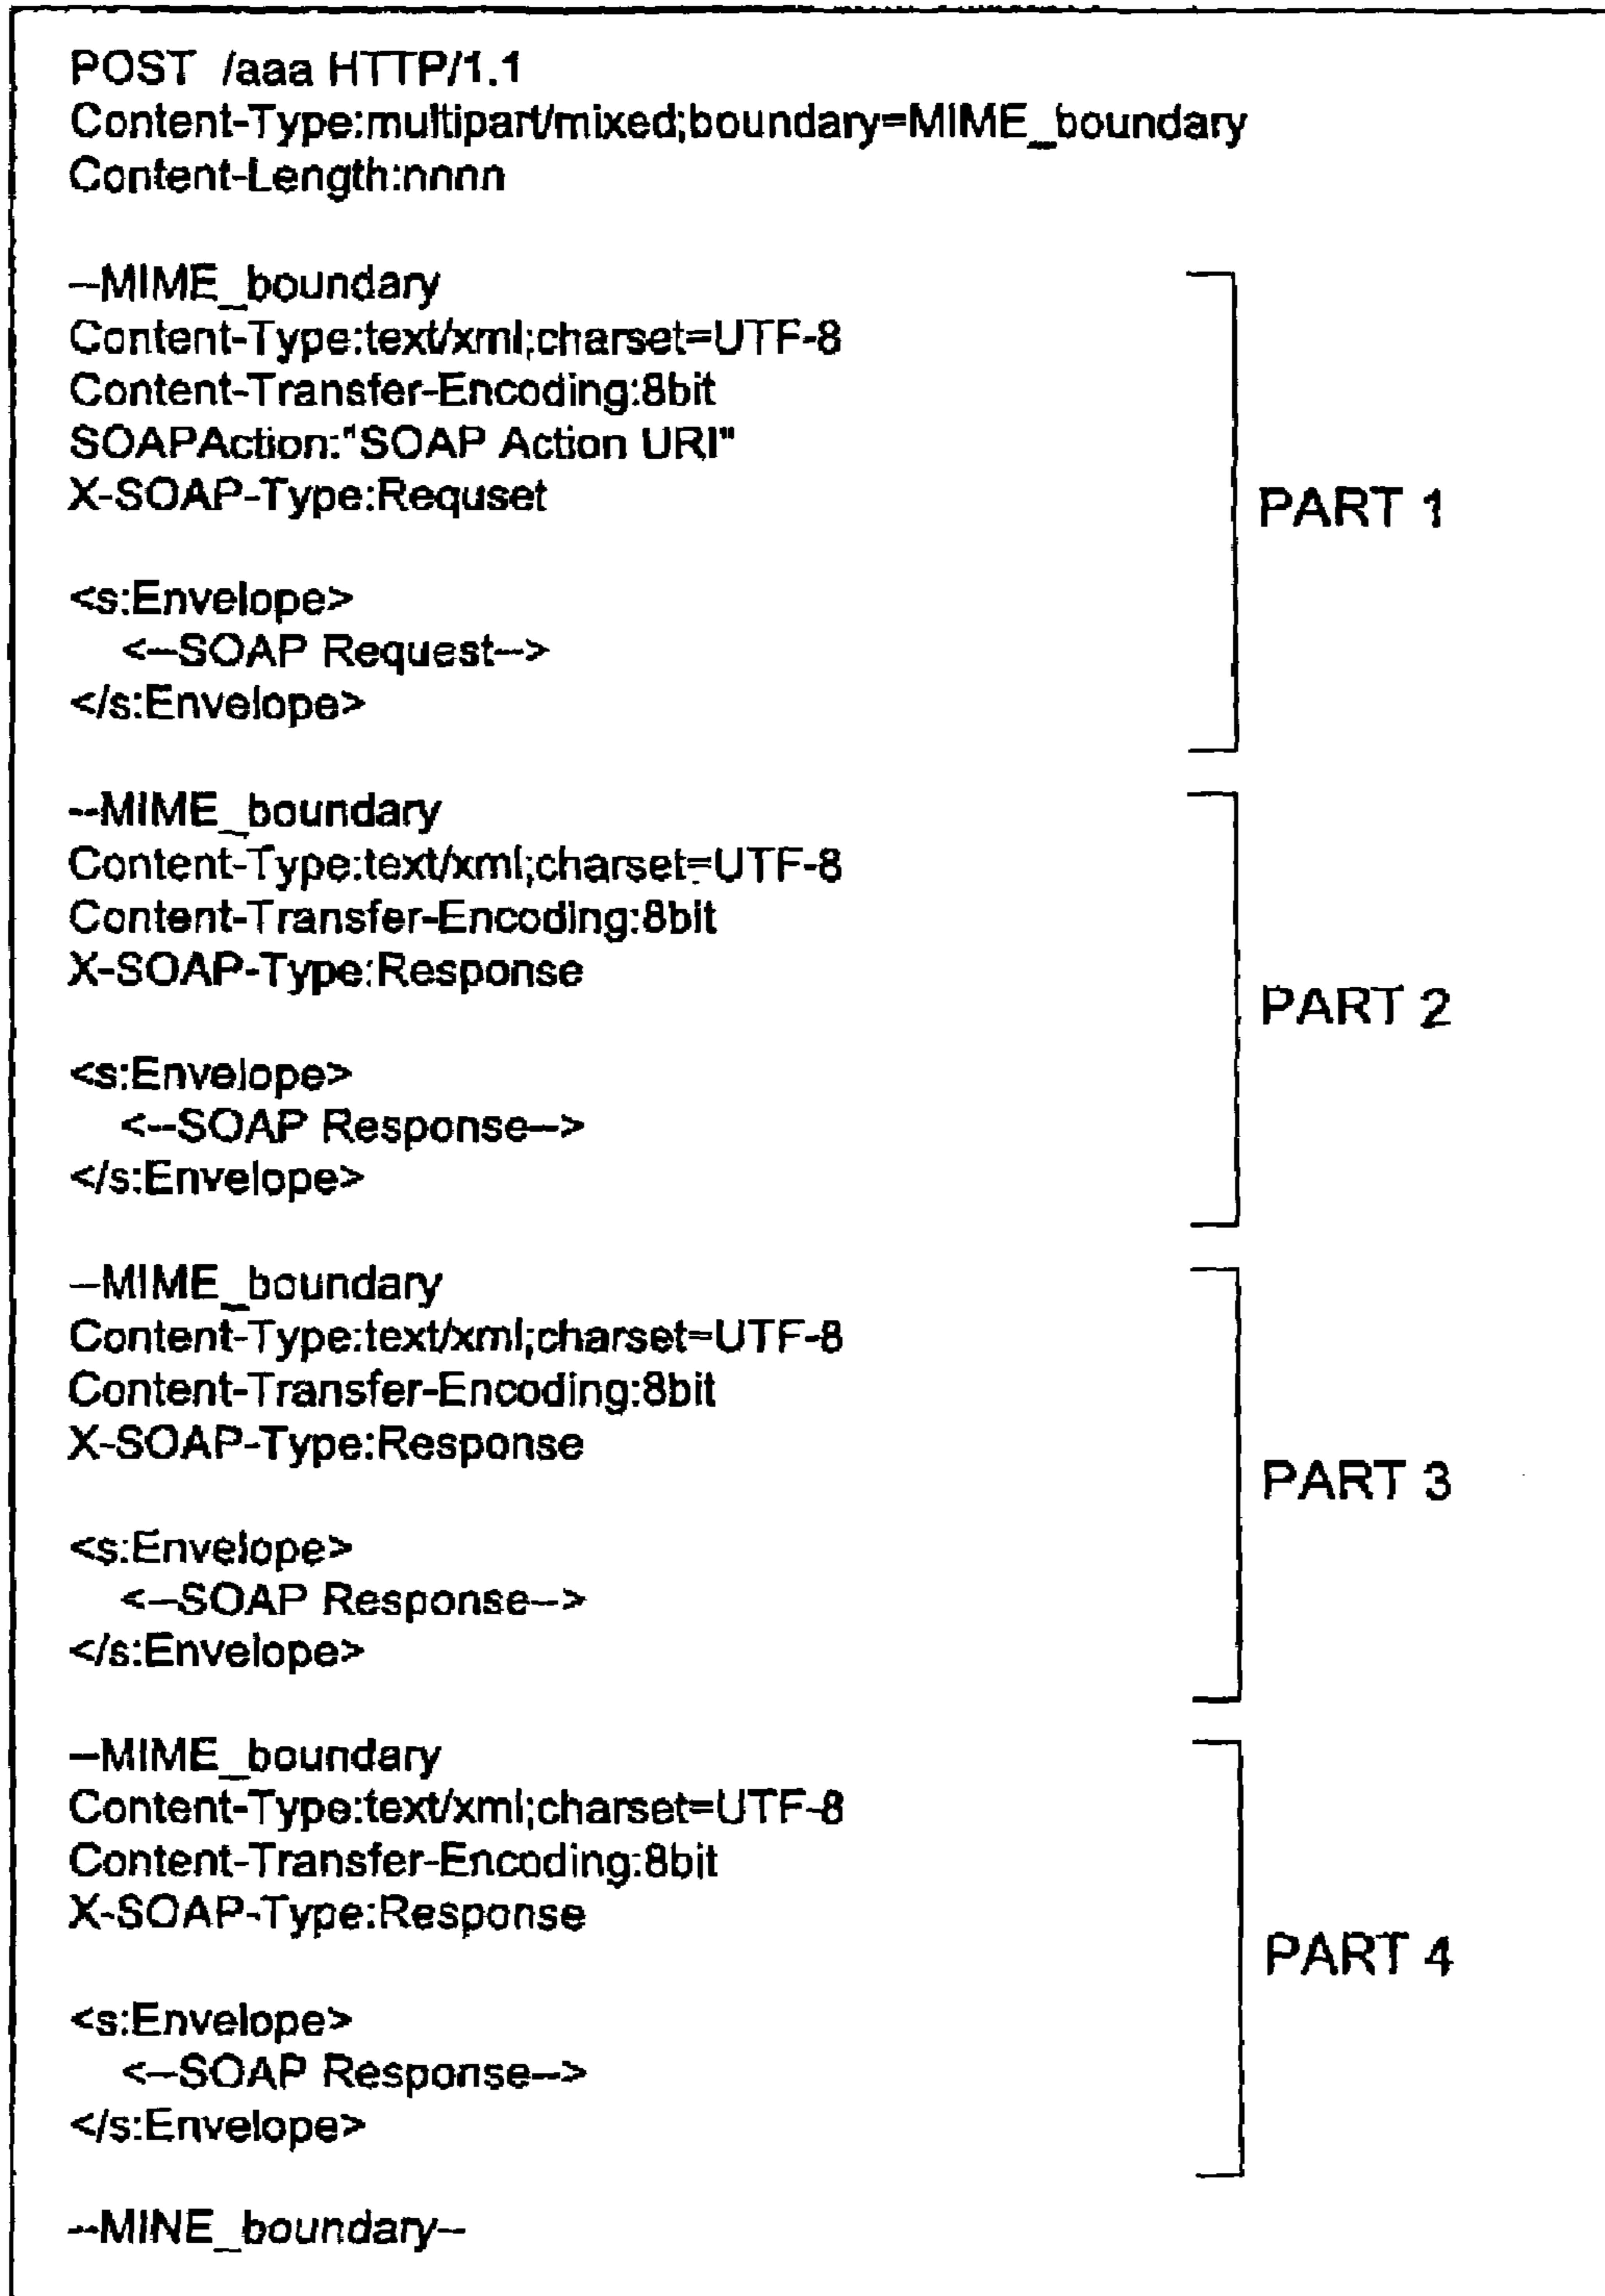 POST /aaa HTTP/1.1
Content-Type:multipart/mixed;boundary=MIME_boundary
Content-Length:nnnn
--MIME_boundary
Content-Type:text/xml;charset=UTF-8
Content-Transfer-Encoding:8bit
SOAPAction:"SOAP Action URI"
X-SOAP-Type:Requset
<s:Envelope>
<--SOAP Request-->
</s:Envelope>
PART 1
--MIME_boundary
Content-Type:text/xml;charset=UTF-8
Content-Transfer-Encoding:8bit
X-SOAP-Type:Response
<s:Envelope>
<--SOAP Response-->
</s:Envelope>
PART 2
--MIME_boundary
Content-Type:text/xml;charset=UTF-8
Content-Transfer-Encoding:8bit
X-SOAP-Type:Response
<s:Envelope>
<--SOAP Response-->
</s:Envelope>
PART 3
--MIME_boundary
Content-Type:text/xml;charset=UTF-8
Content-Transfer-Encoding:8bit
X-SOAP-Type:Response
<s:Envelope>
<--SOAP Response-->
</s:Envelope>
PART 4
--MINE_boundary--